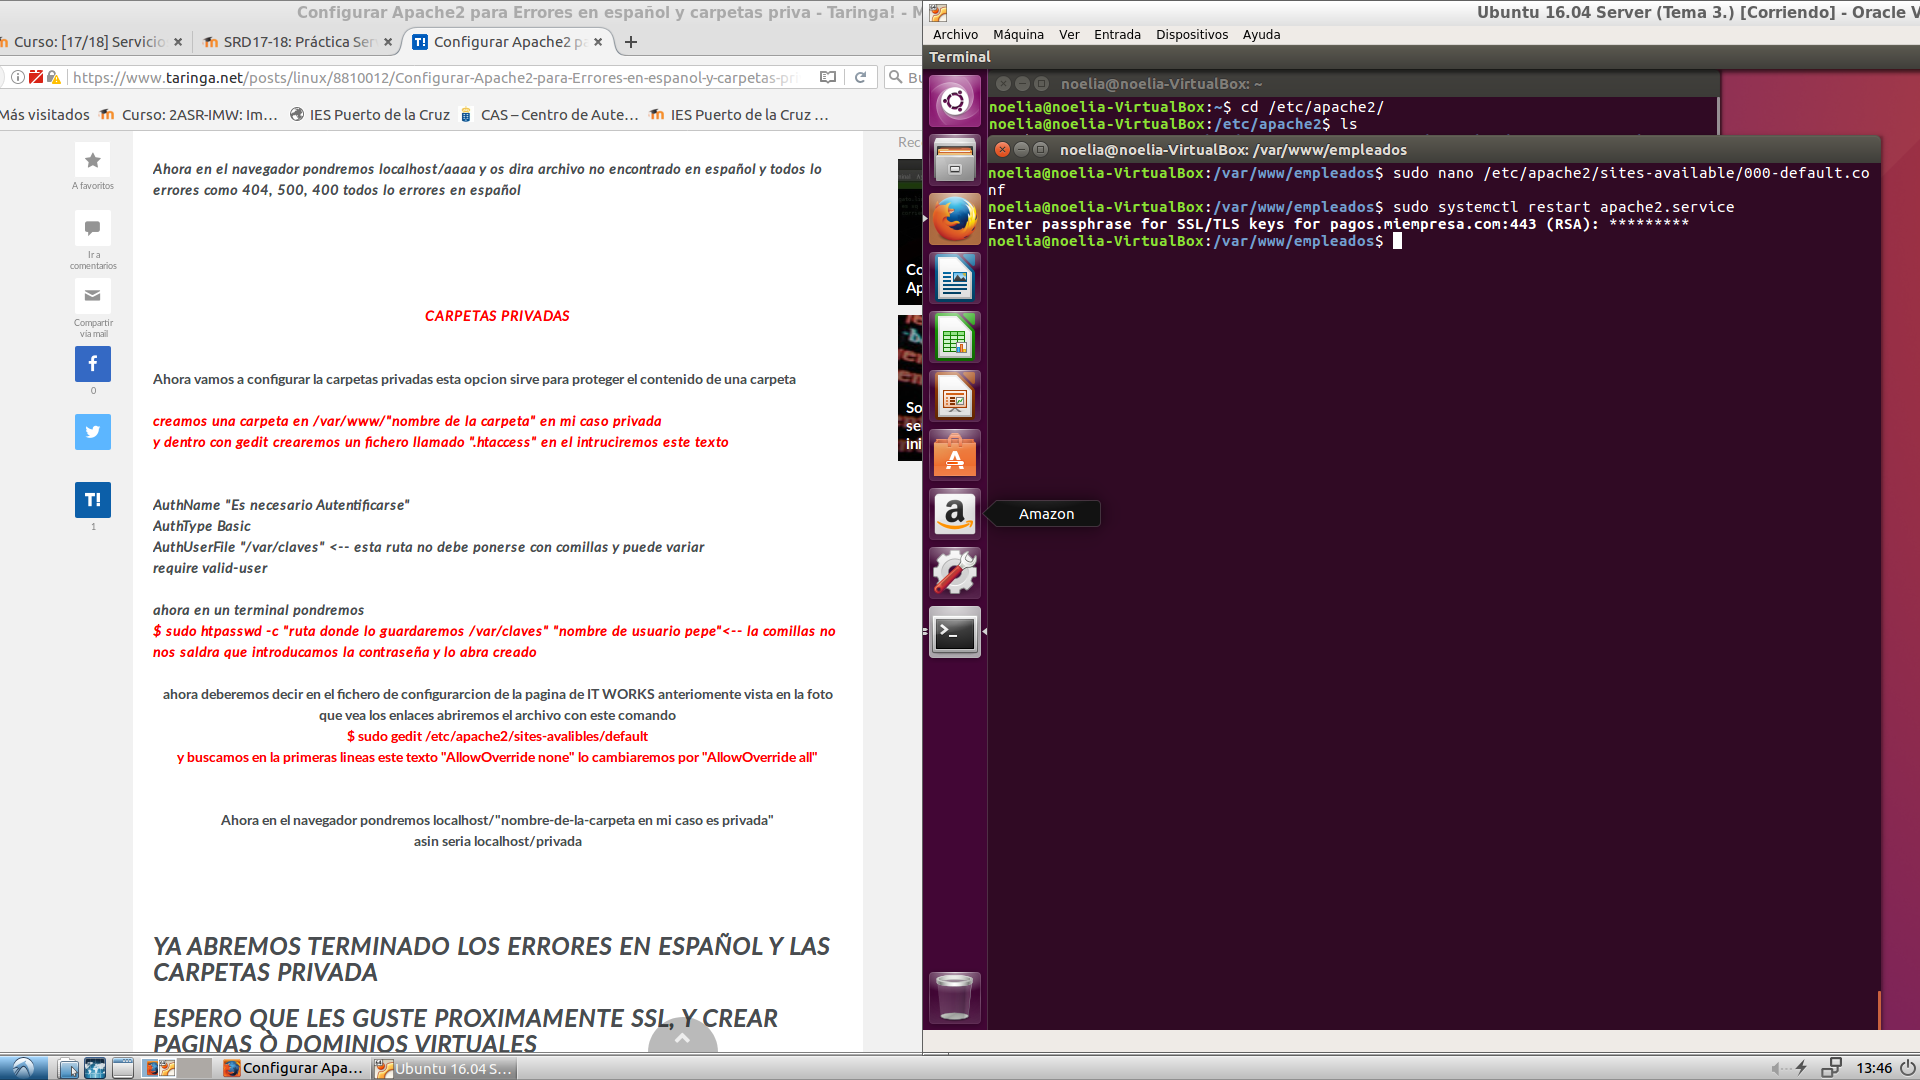 Configurar Apache2 para Errores en español y carpetas priva - Taringa! - M
Curso: [17/18] Servicio
SRD17-18: Práctica Ser
Configurar Apache2 p
https://www.taringa.net/posts/linux/8810012/Configurar-Apache2-para-Errores-en-espanol-y-carpetas-pri
Bu
Más visitados
Curso: 2ASR-IMW: Im...
IES Puerto de la Cruz
CAS – Centro de Aute...
IES Puerto de la Cruz ...
A favoritos
Ir a
comentarios
Compartir
vía mail
0
T!
1
Ahora en el navegador pondremos localhost/aaaa y os dira archivo no encontrado en español y todos lo
errores como 404, 500, 400 todos lo errores en español
CARPETAS PRIVADAS
Ahora vamos a configurar la carpetas privadas esta opcion sirve para proteger el contenido de una carpeta
creamos una carpeta en /var/www/"nombre de la carpeta" en mi caso privada
y dentro con gedit crearemos un fichero llamado ".htaccess" en el intruciremos este texto
AuthName "Es necesario Autentificarse"
AuthType Basic
AuthUserFile "/var/claves" <-- esta ruta no debe ponerse con comillas y puede variar
require valid-user
ahora en un terminal pondremos
$ sudo htpasswd -c "ruta donde lo guardaremos /var/claves" "nombre de usuario pepe"<-- la comillas no
nos saldra que introducamos la contraseña y lo abra creado
ahora deberemos decir en el fichero de configurarcion de la pagina de IT WORKS anteriomente vista en la foto
que vea los enlaces abriremos el archivo con este comando
$ sudo gedit /etc/apache2/sites-avalibles/default
y buscamos en la primeras lineas este texto "AllowOverride none" lo cambiaremos por "AllowOverride all"
Ahora en el navegador pondremos localhost/"nombre-de-la-carpeta en mi caso es privada"
asin seria localhost/privada
YA ABREMOS TERMINADO LOS ERRORES EN ESPAÑOL Y LAS
CARPETAS PRIVADA
ESPERO QUE LES GUSTE PROXIMAMENTE SSL, Y CREAR
PAGINAS O DOMINIOS VIRTUALES
Rec
Co
Ap
So
se
ini
Ubuntu 16.04 Server (Tema 3.) [Corriendo] - Oracle V
Archivo Máquina Ver Entrada Dispositivos Ayuda
Terminal
noelia@noelia-VirtualBox: ~
noelia@noelia-VirtualBox:~$ cd /etc/apache2/
noelia@noelia-VirtualBox:/etc/apache2$ ls
noelia@noelia-VirtualBox: /var/www/empleados
noelia@noelia-VirtualBox:/var/www/empleados$ sudo nano /etc/apache2/sites-available/000-default.co
nf
noelia@noelia-VirtualBox:/var/www/empleados$ sudo systemctl restart apache2.service
Enter passphrase for SSL/TLS keys for pagos.miempresa.com:443 (RSA): *********
noelia@noelia-VirtualBox:/var/www/empleados$
Amazon
Configurar Apa...
Ubuntu 16.04 S...
13:46